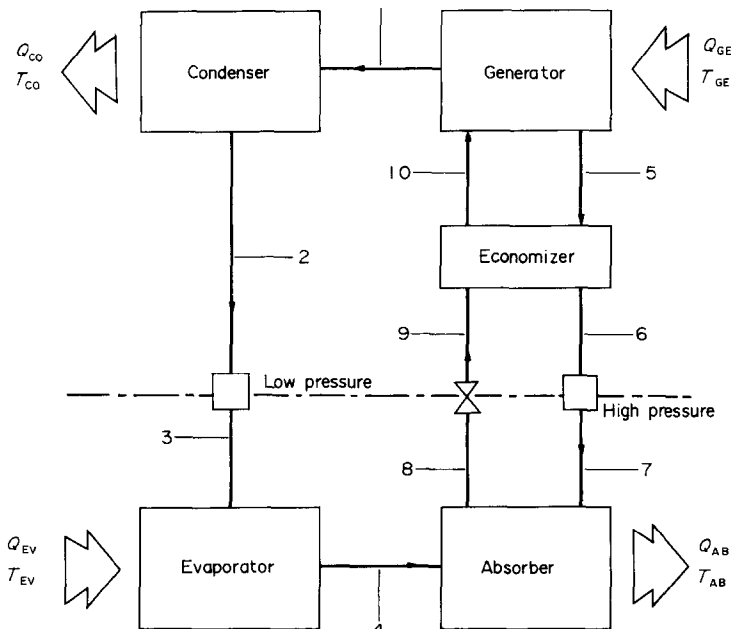 Q_CO
T_CO
Condenser
Generator
Q_GE
T_GE
10
5
2
Economizer
9
6
Low pressure
High pressure
3
8
7
Q_EV
T_EV
Evaporator
Absorber
Q_AB
T_AB